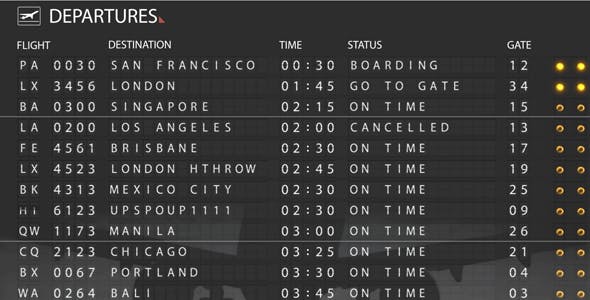 DEPARTURES
FLIGHT DESTINATION TIME STATUS GATE
PA 0030 SAN FRANCISCO 00:30 BOARDING 12
LX 3456 LONDON 01:45 GO TO GATE 34
BA 0300 SINGAPORE 02:15 ON TIME 15
LA 0200 LOS ANGELES 02:00 CANCELLED 13
FE 4561 BRISBANE 02:30 ON TIME 17
LX 4523 LONDON HTHROW 02:45 ON TIME 19
BK 4313 MEXICO CITY 02:30 ON TIME 25
6123 UPSPOUP1111 02:30 ON TIME 09
QW 1173 MANILA 03:00 ON TIME 26
CQ 2123 CHICAGO 03:25 ON TIME 21
BX 0067 PORTLAND 03:30 ON TIME 04
WA 0264 BALI 03:45 ON TIME 03